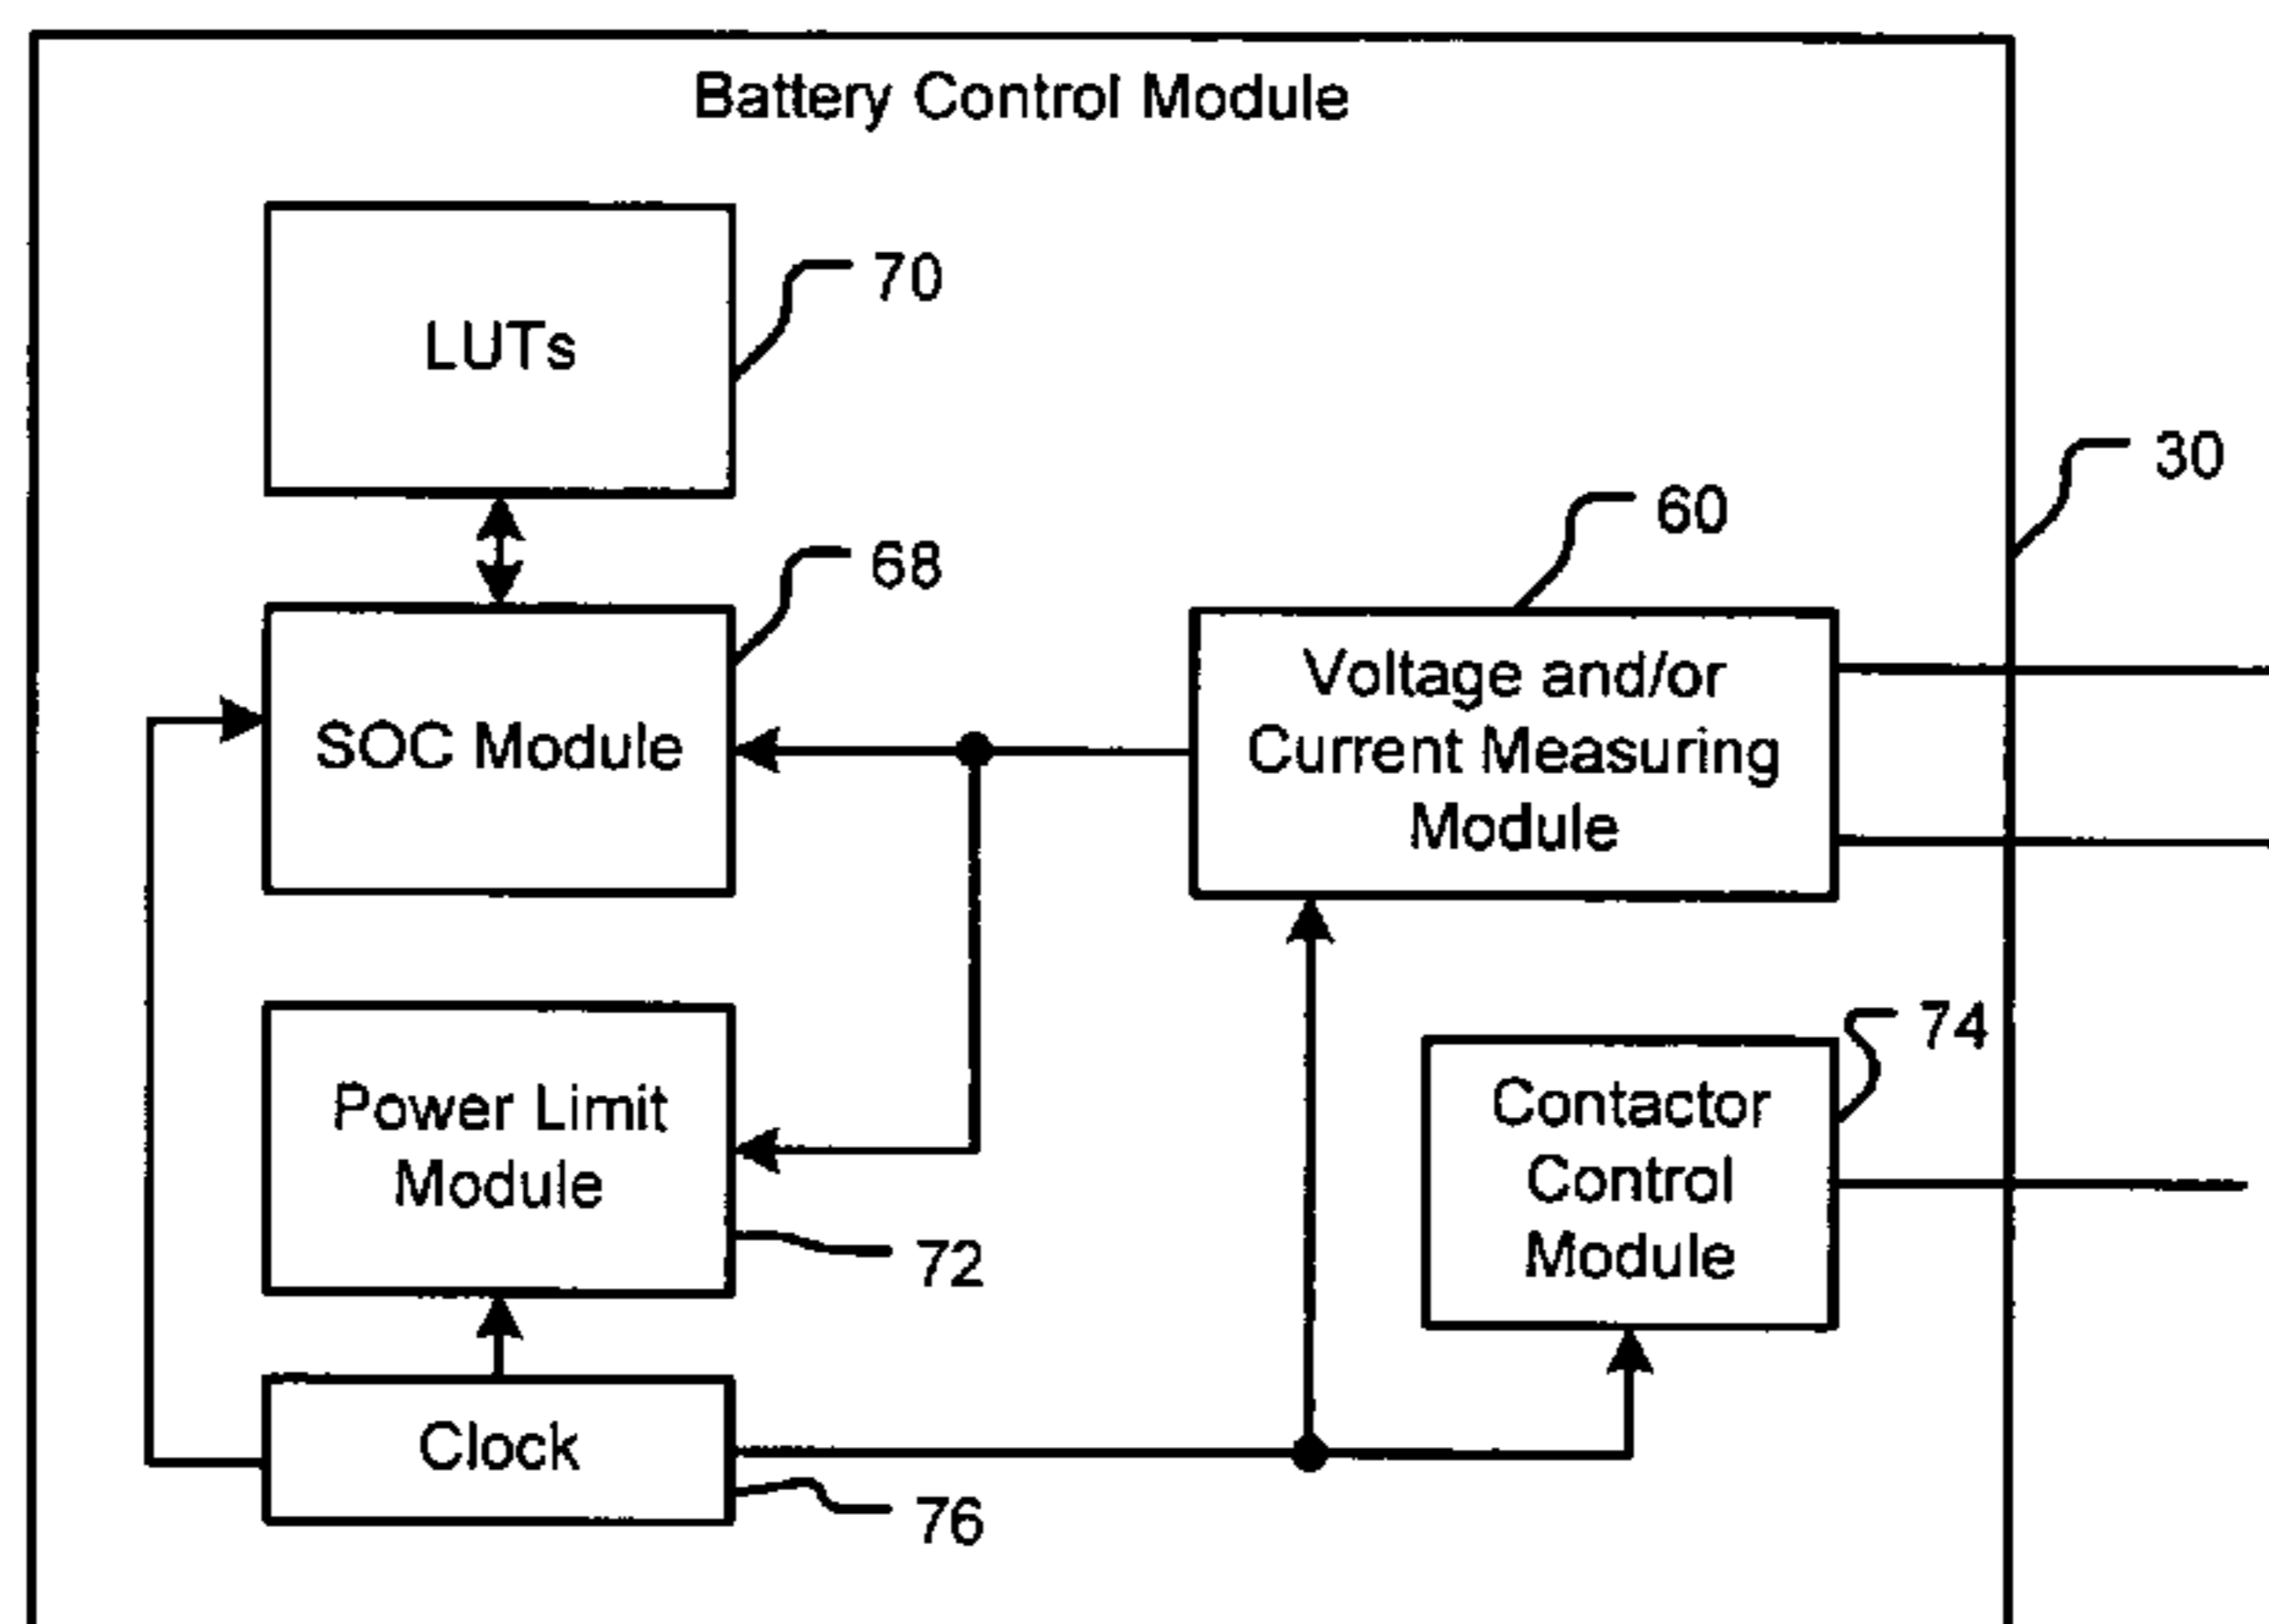 Battery Control Module
LUTs
70
30
60
68
SOC Module
Voltage and/or
Current Measuring
Module
74
Power Limit
Module
72
Contactor
Control
Module
Clock
76